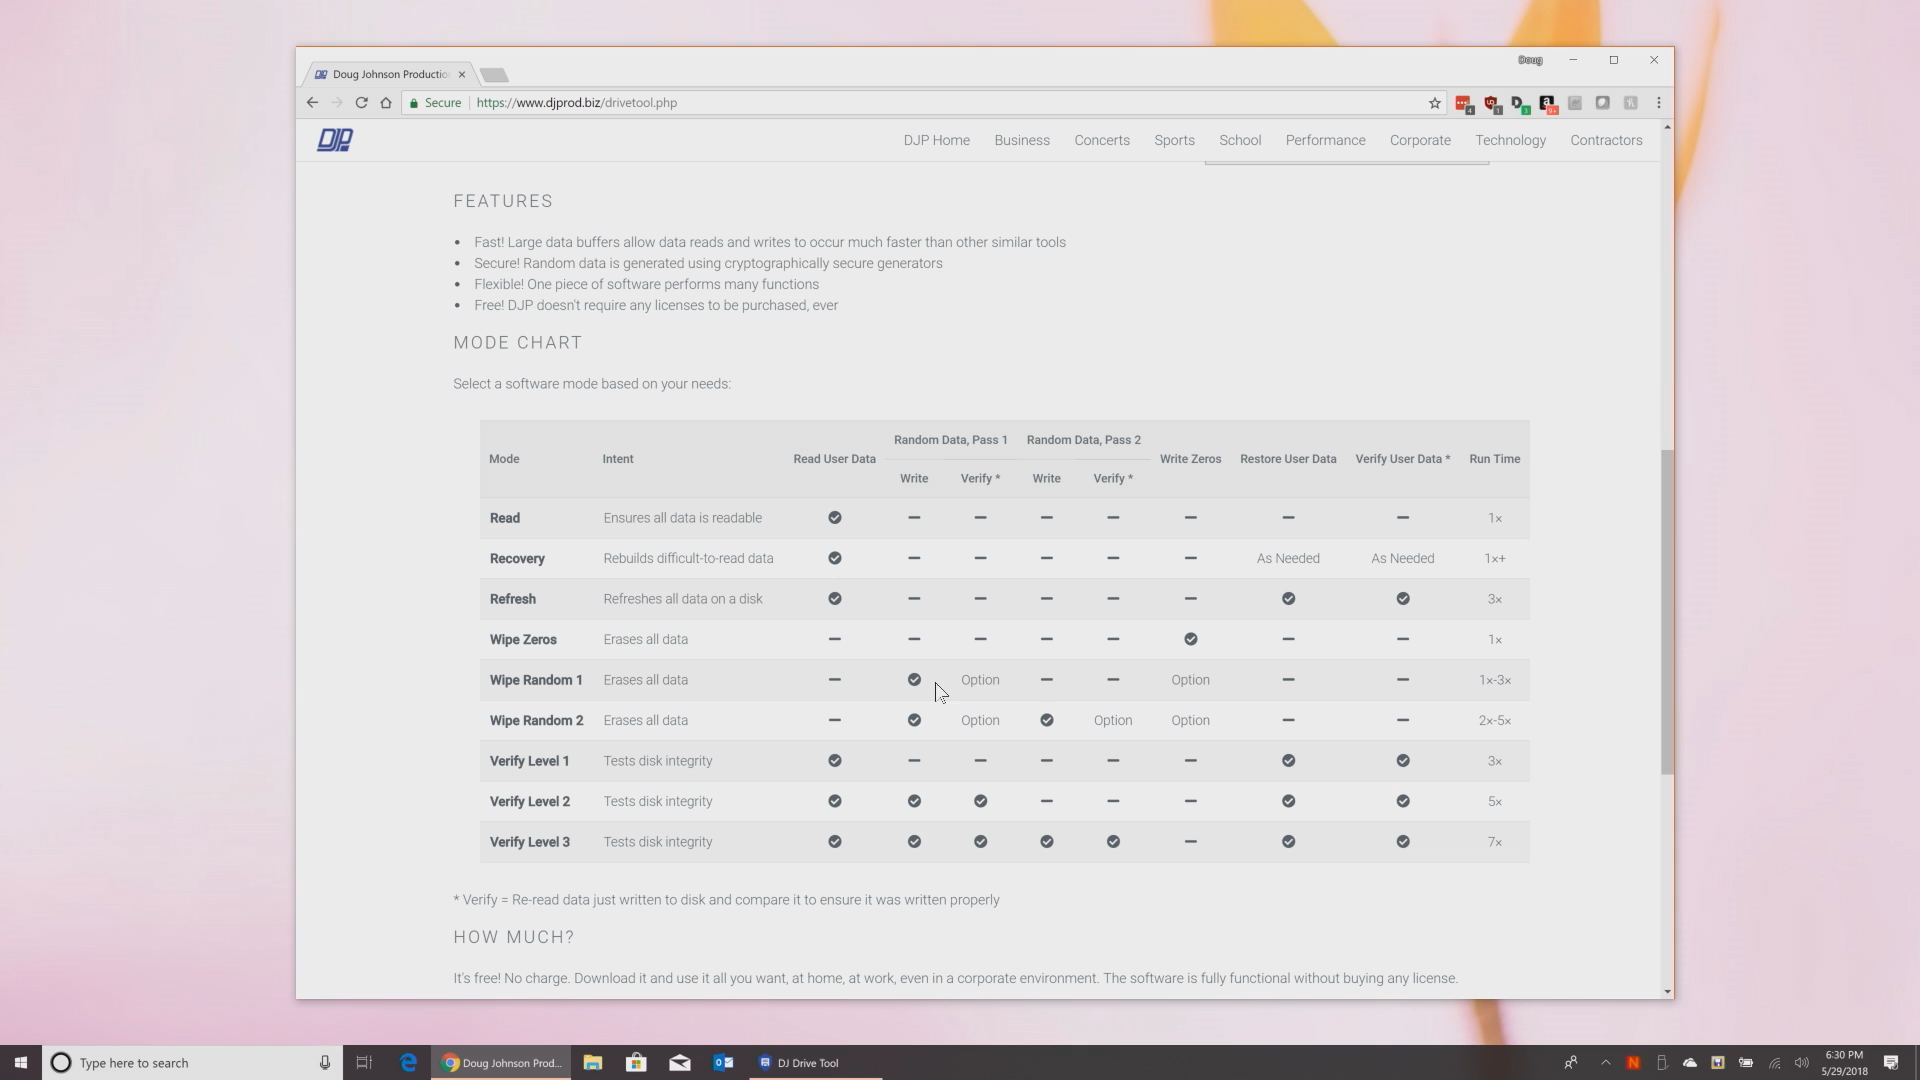 Doug Johnson Productio
Doug
Secure https://www.djprod.biz/drivetool.php
DJP
DJP Home Business Concerts Sports School Performance Corporate Technology Contractors
FEATURES
• Fast! Large data buffers allow data reads and writes to occur much faster than other similar tools
• Secure! Random data is generated using cryptographically secure generators
• Flexible! One piece of software performs many functions
• Free! DJP doesn't require any licenses to be purchased, ever
MODE CHART
Select a software mode based on your needs:
Random Data, Pass 1 Random Data, Pass 2
Mode Intent Read User Data Write Zeros Restore User Data Verify User Data * Run Time
Write Verify * Write Verify *
Read Ensures all data is readable – – – – – – – 1×
Recovery Rebuilds difficult-to-read data – – – – – As Needed As Needed 1×+
Refresh Refreshes all data on a disk – – – – – 3×
Wipe Zeros Erases all data – – – – – – – 1×
Wipe Random 1 Erases all data – Option – – Option – – 1×-3×
Wipe Random 2 Erases all data – Option Option Option – – 2×-5×
Verify Level 1 Tests disk integrity – – – – – 3×
Verify Level 2 Tests disk integrity – – – 5×
Verify Level 3 Tests disk integrity – 7×
* Verify = Re-read data just written to disk and compare it to ensure it was written properly
HOW MUCH?
It's free! No charge. Download it and use it all you want, at home, at work, even in a corporate environment. The software is fully functional without buying any license.
Type here to search Doug Johnson Prod... DJ Drive Tool 6:30 PM
5/29/2018